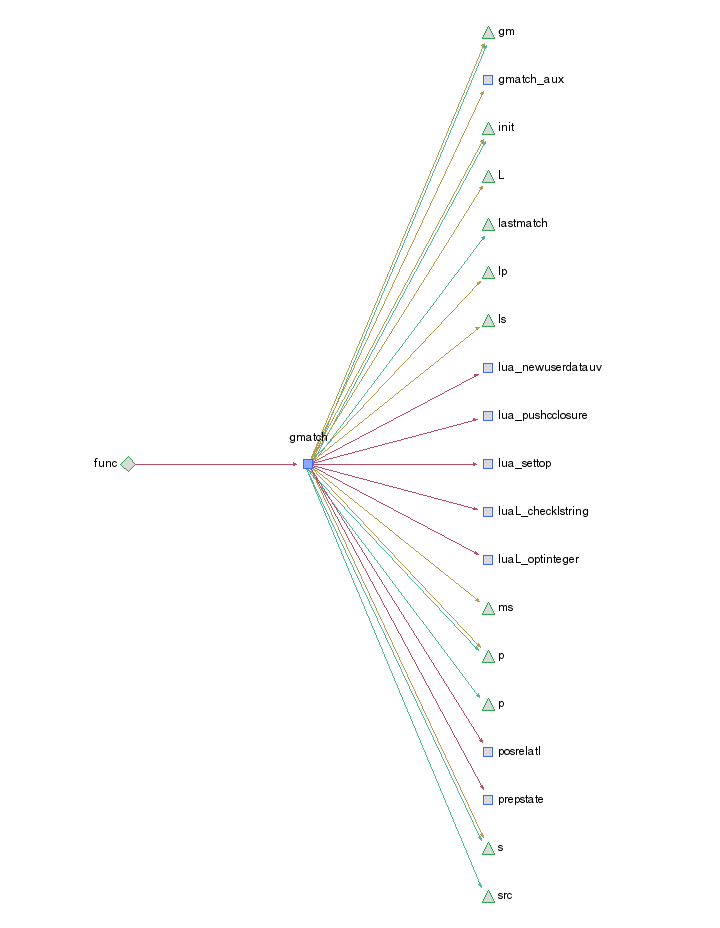 gm
gmatch_aux
init
L
lastmatch
lp
ls
lua_newuserdatauv
lua_pushcclosure
gmatch
func
lua_settop
luaL_checklstring
luaL_optinteger
ms
p
p
posrelatI
prepstate
s
src